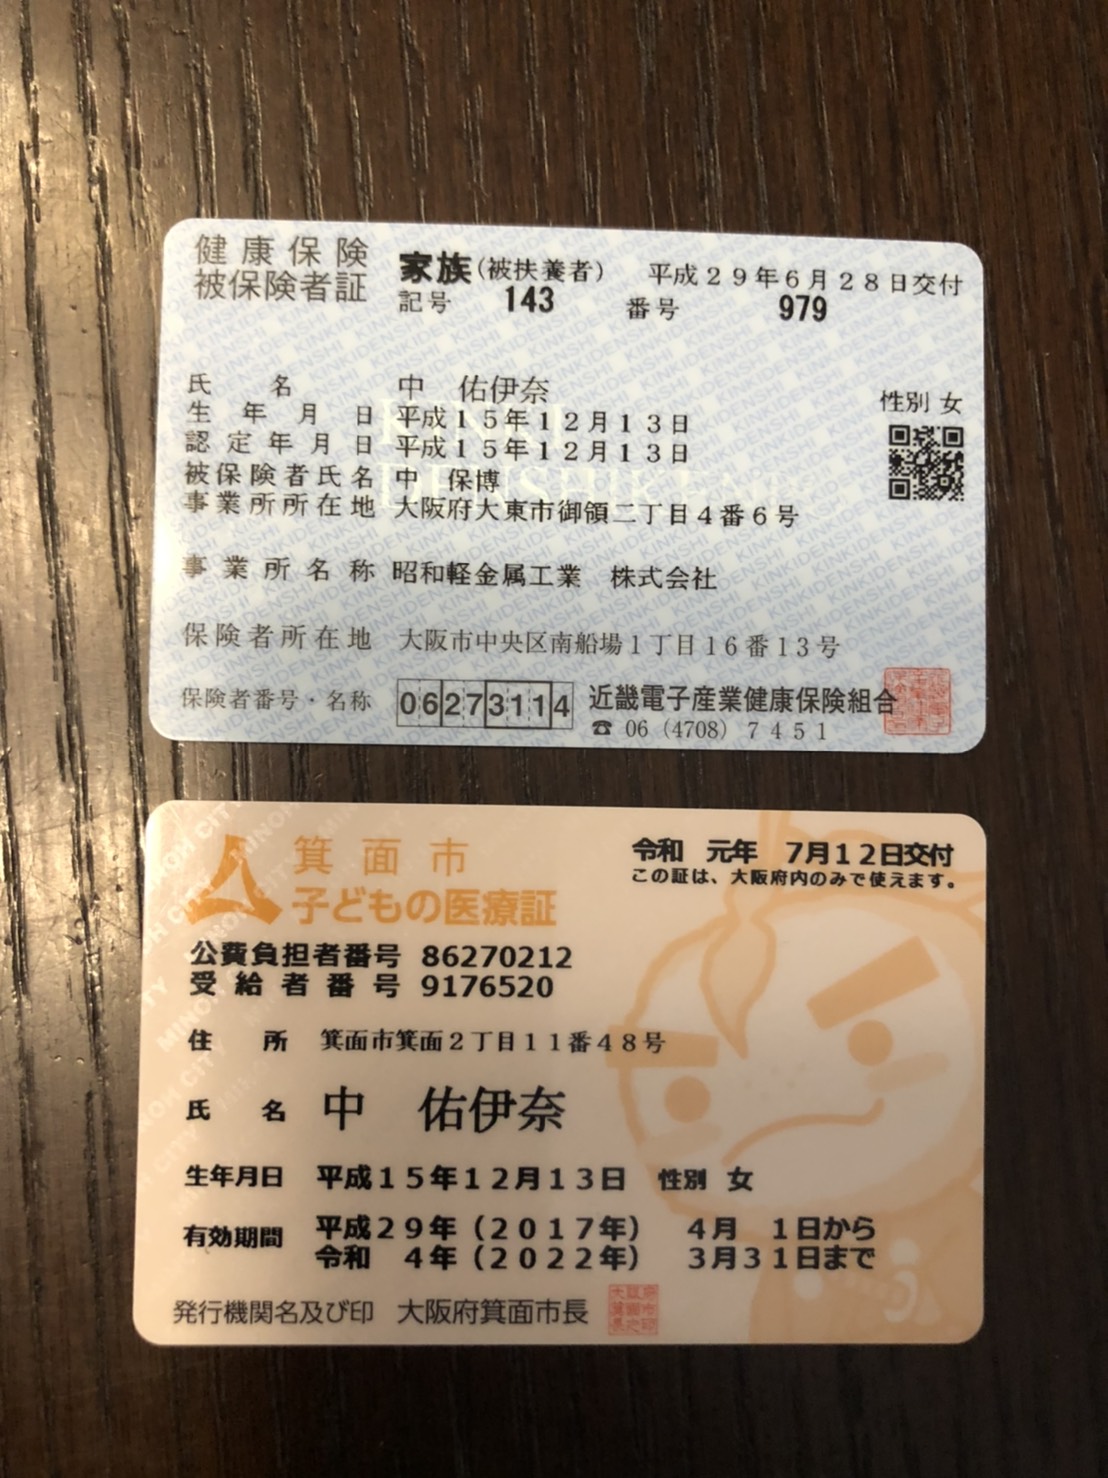 健康保険
被保険者証
家族(被扶養者) 平成29年6月28日交付
記号 143 番号 979
氏名 中 佑伊奈
性別 女
生年月日 平成15年12月13日
認定年月日 平成15年12月13日
被保険者氏名 中 保博
事業所所在地 大阪府大東市御領二丁目4番6号
事業所名称 昭和軽金属工業 株式会社
保険者所在地 大阪市中央区南船場1丁目16番13号
保険者番号・名称 06273114 近畿電子産業健康保険組合
☎ 06(4708)7451
箕面市
子どもの医療証
令和 元年 7月12日交付
この証は、大阪府内のみで使えます。
公費負担者番号 86270212
受給者番号 9176520
住所 箕面市箕面2丁目11番48号
氏名 中 佑伊奈
生年月日 平成15年12月13日 性別 女
有効期間 平成29年(2017年) 4月 1日から
令和 4年(2022年) 3月31日まで
発行機関名及び印 大阪府箕面市長